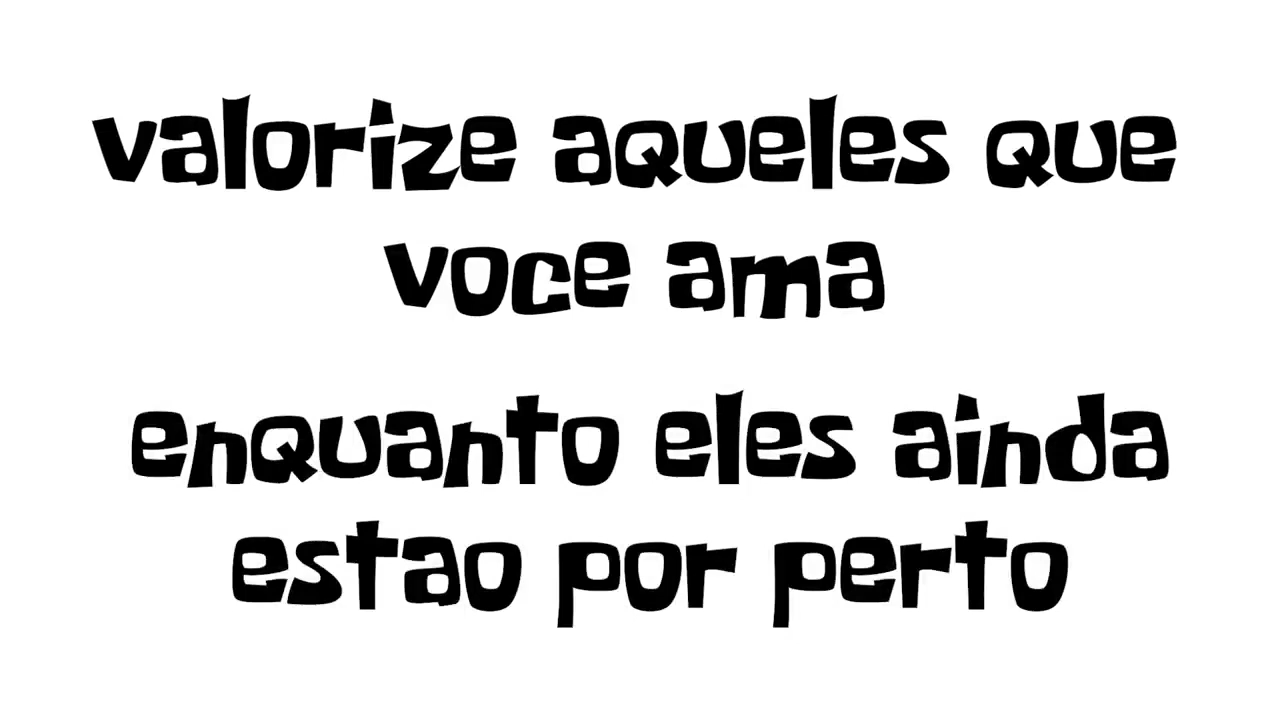 valorize aqueles que
voce ama
enquanto eles ainda
estao por perto